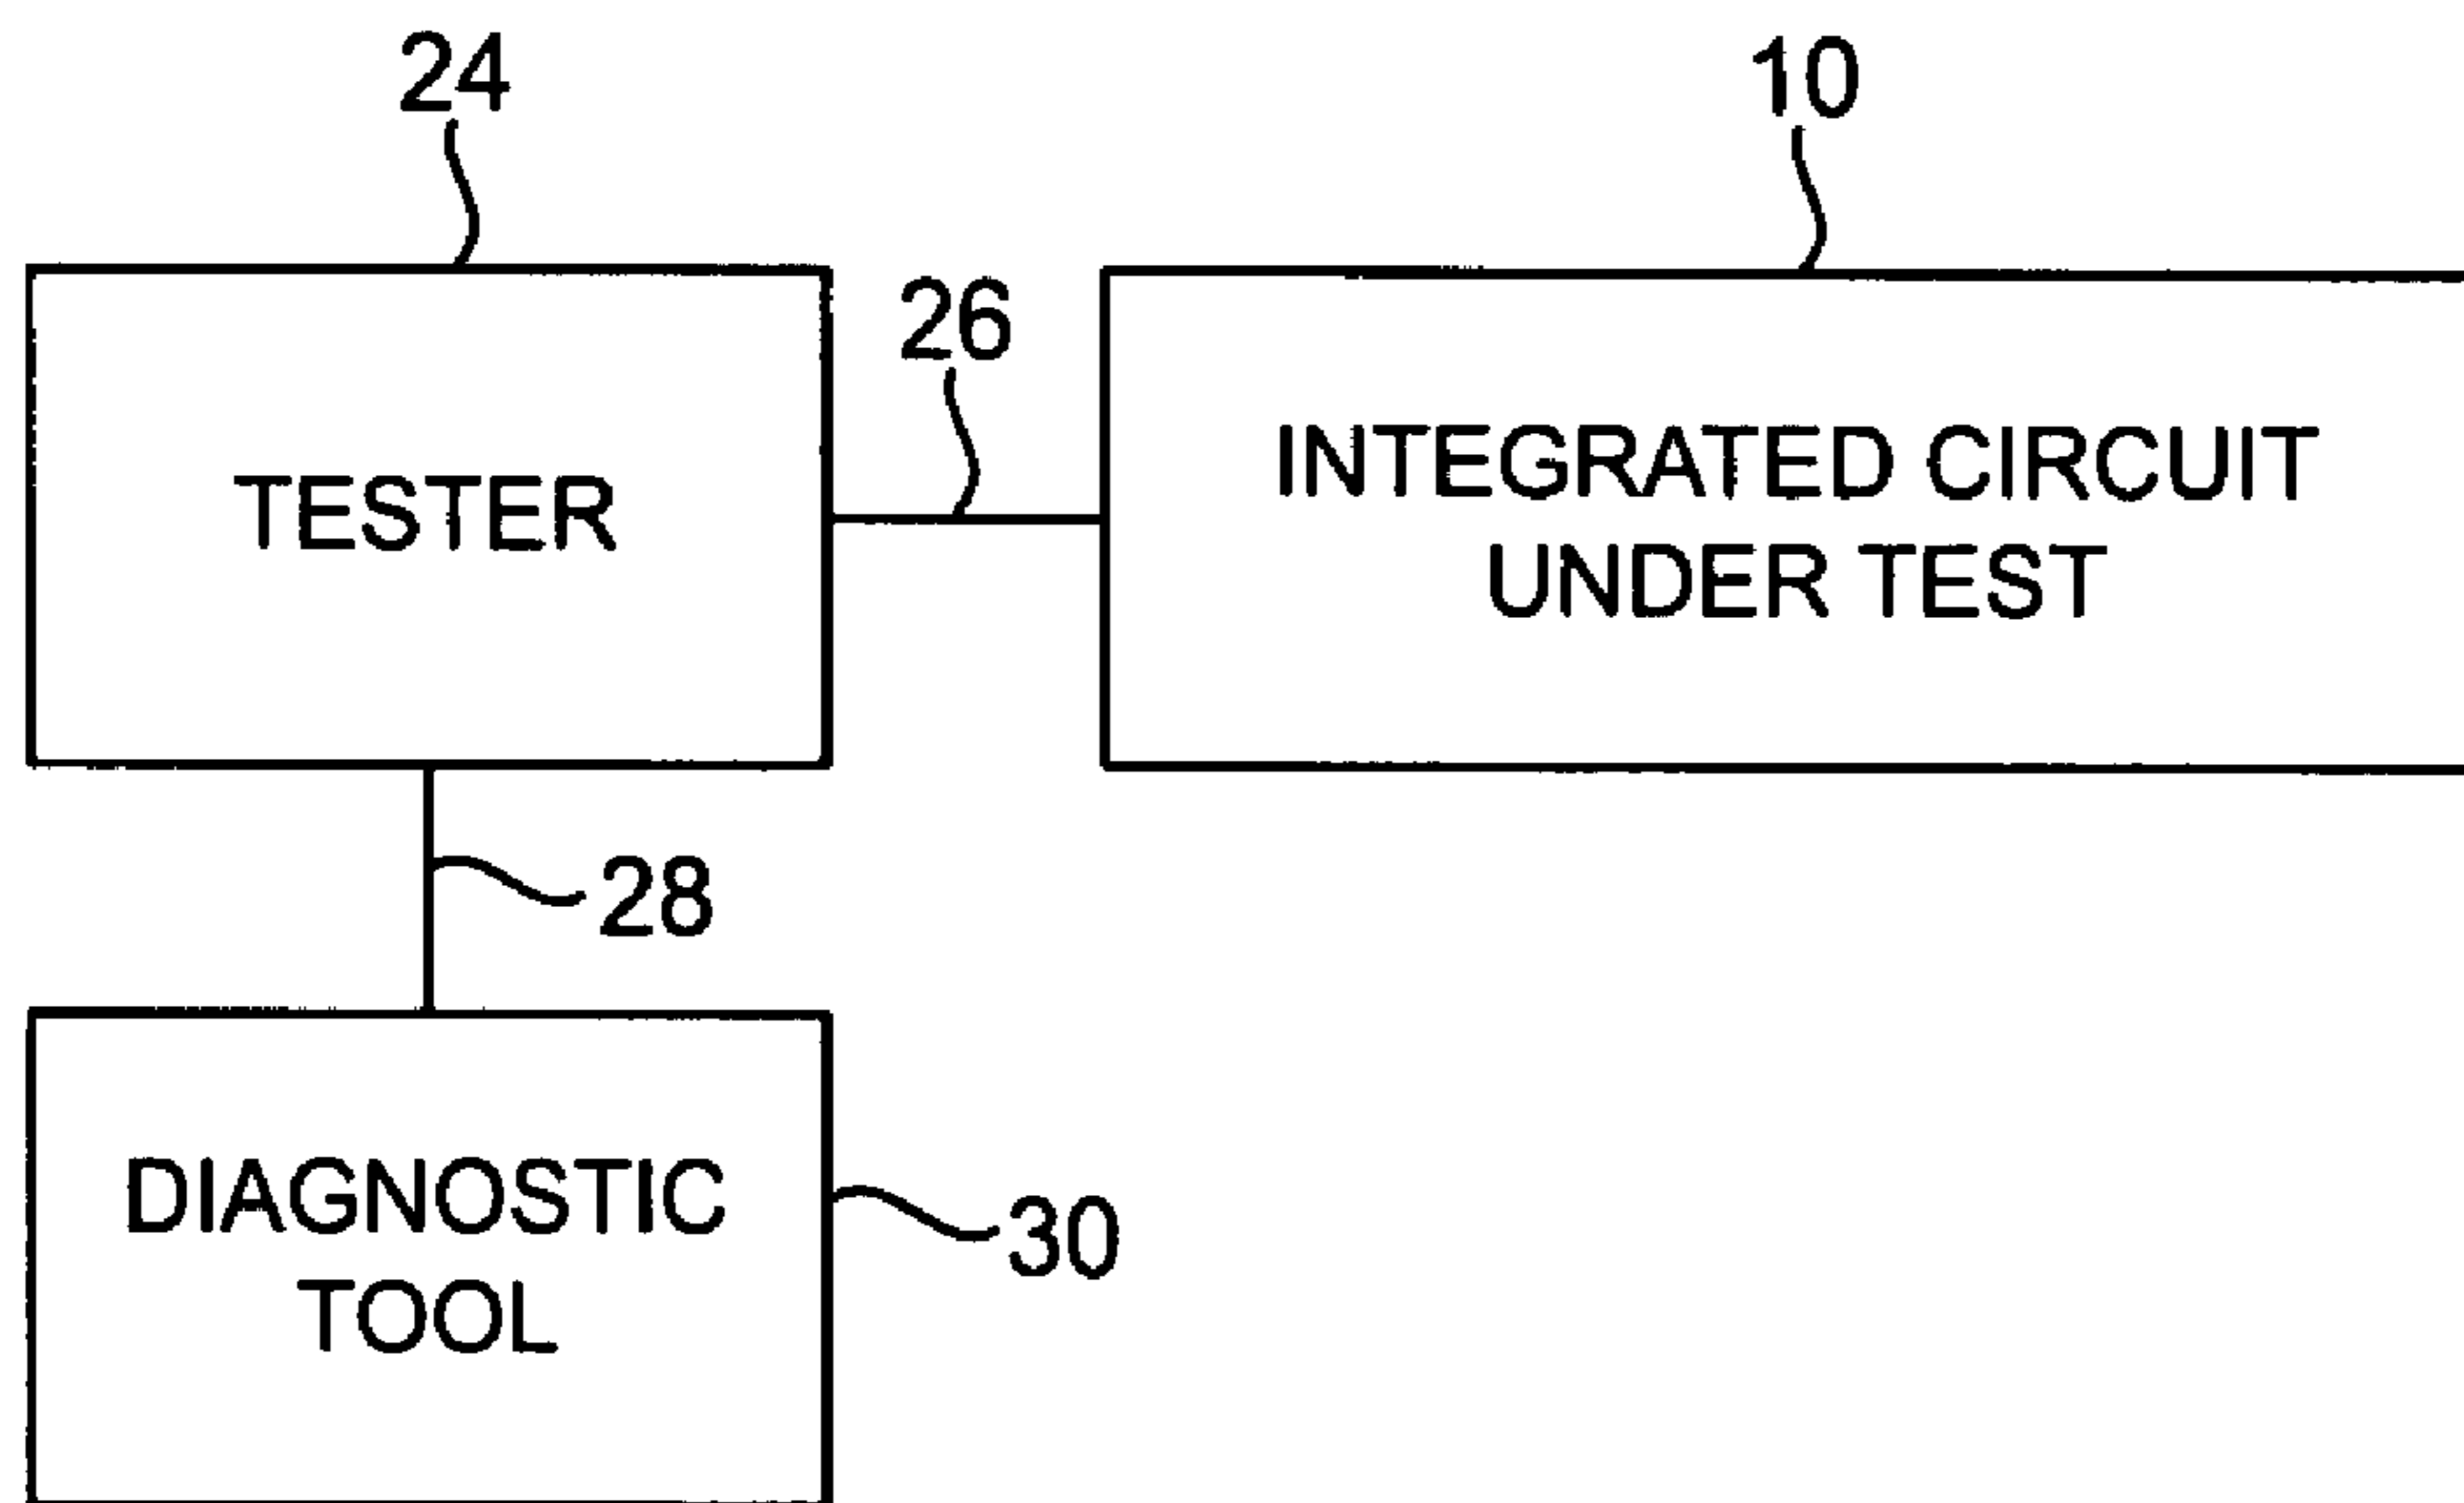 24
10
26
TESTER
INTEGRATED CIRCUIT
UNDER TEST
28
DIAGNOSTIC
TOOL
30